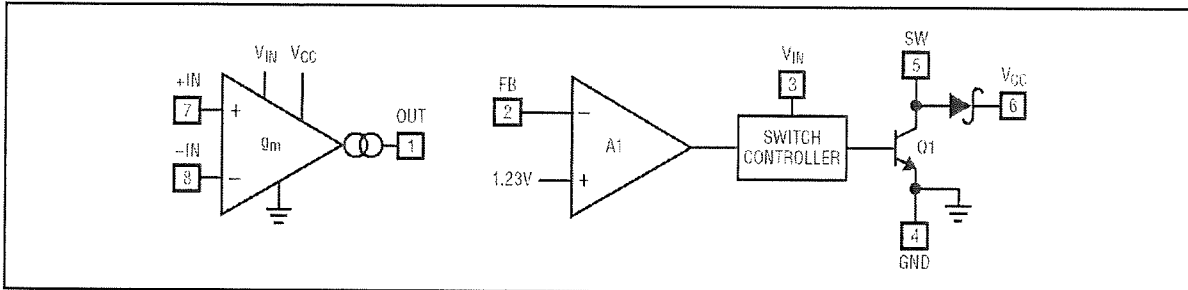 VIN VCC
+IN
7
+
gm
OUT
1
-IN
8
−
FB
2
−
A1
1.23V
+
VIN
3
SWITCH
CONTROLLER
SW
5
VCC
6
Q1
4
GND